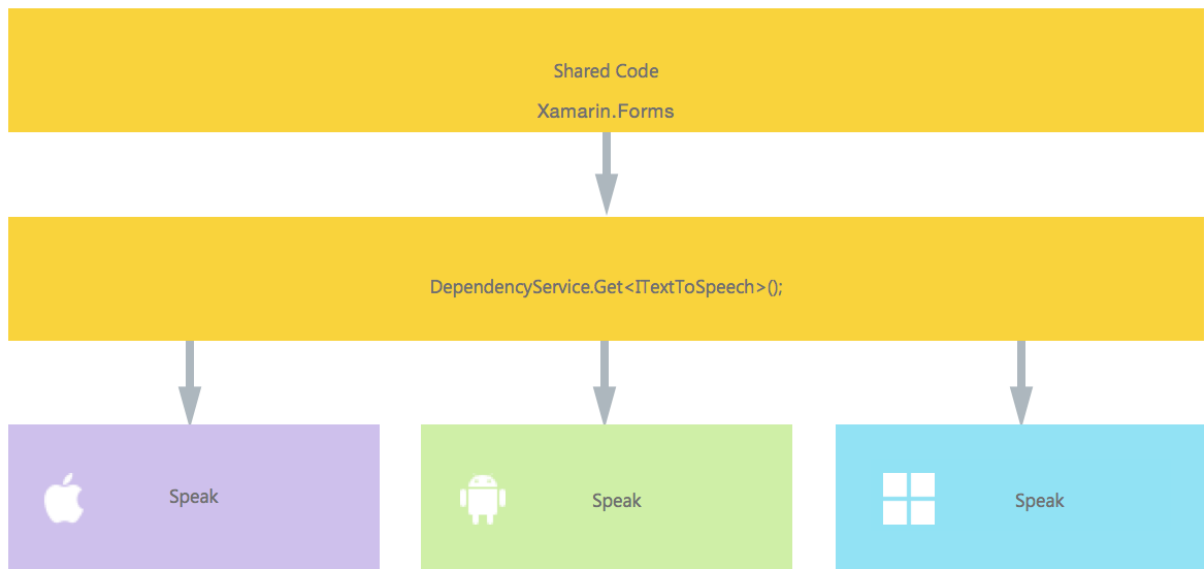 Shared Code
Xamarin.Forms
DependencyService.Get<ITextToSpeech>();
Speak
Speak
Speak